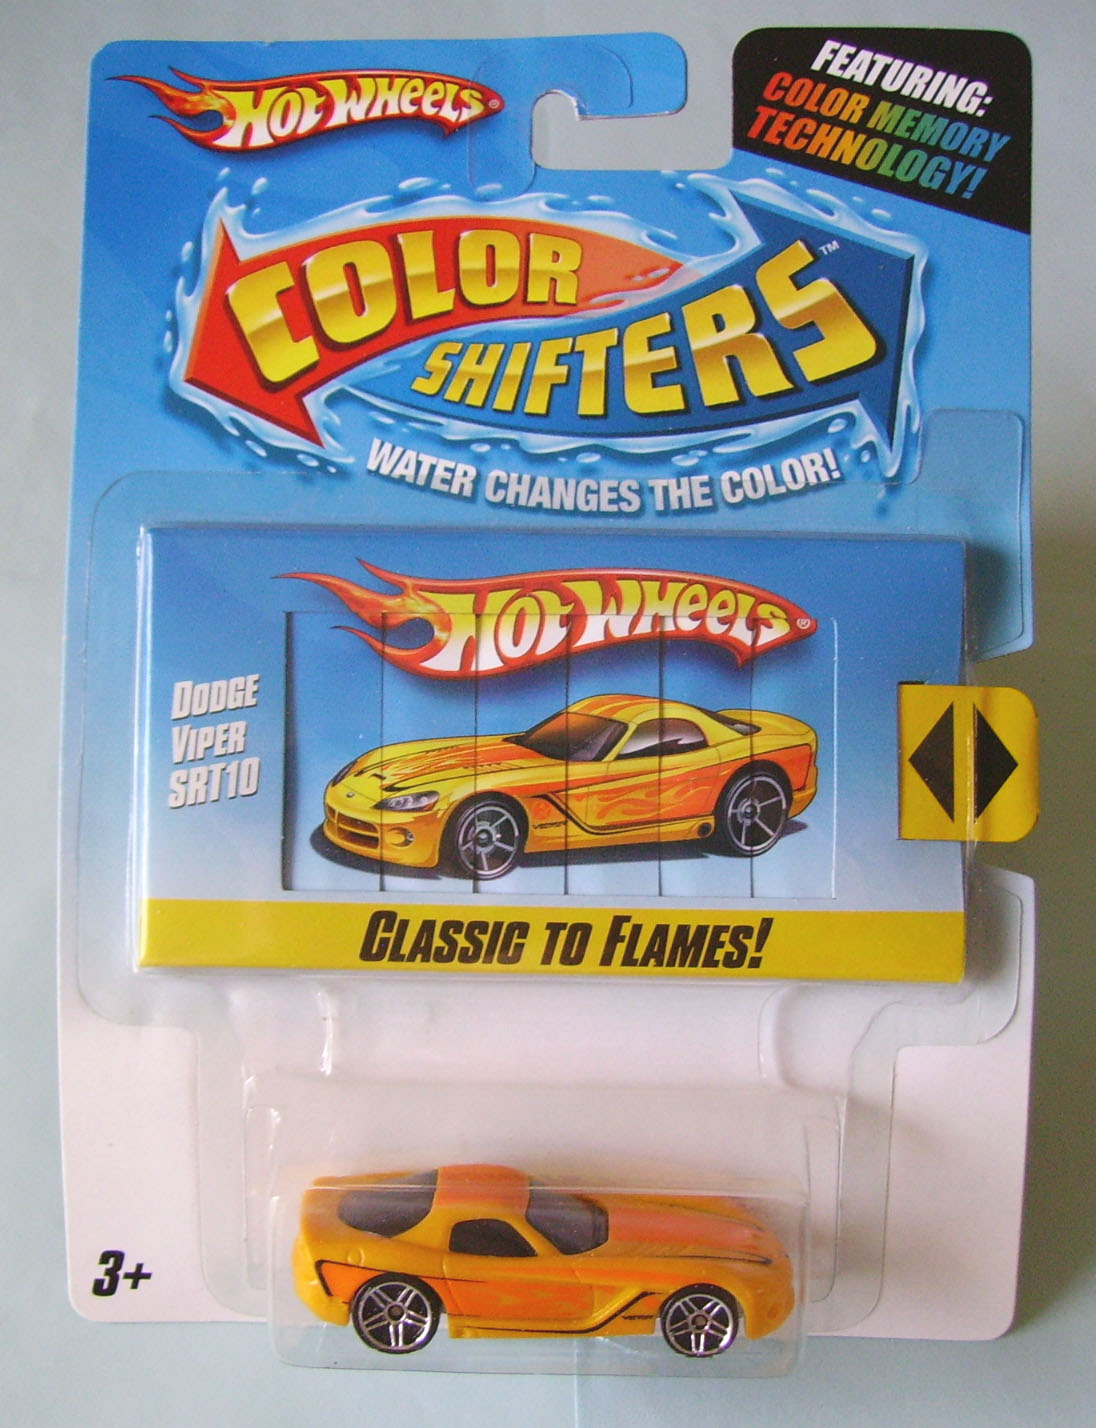 HOT WHEELS®
FEATURING:
COLOR MEMORY
TECHNOLOGY!
COLOR
SHIFTERS™
WATER CHANGES THE COLOR!
HOT WHEELS®
DODGE
VIPER
SRT10
CLASSIC TO FLAMES!
3+